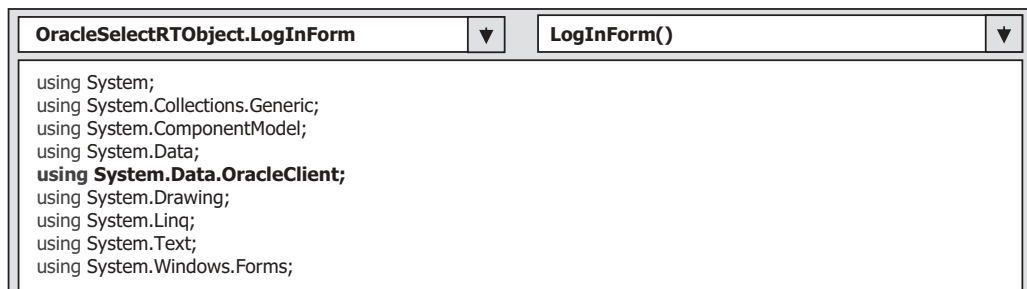 OracleSelectRTObject.LogInForm
LogInForm()
using System;
using System.Collections.Generic;
using System.ComponentModel;
using System.Data;
using System.Data.OracleClient;
using System.Drawing;
using System.Linq;
using System.Text;
using System.Windows.Forms;